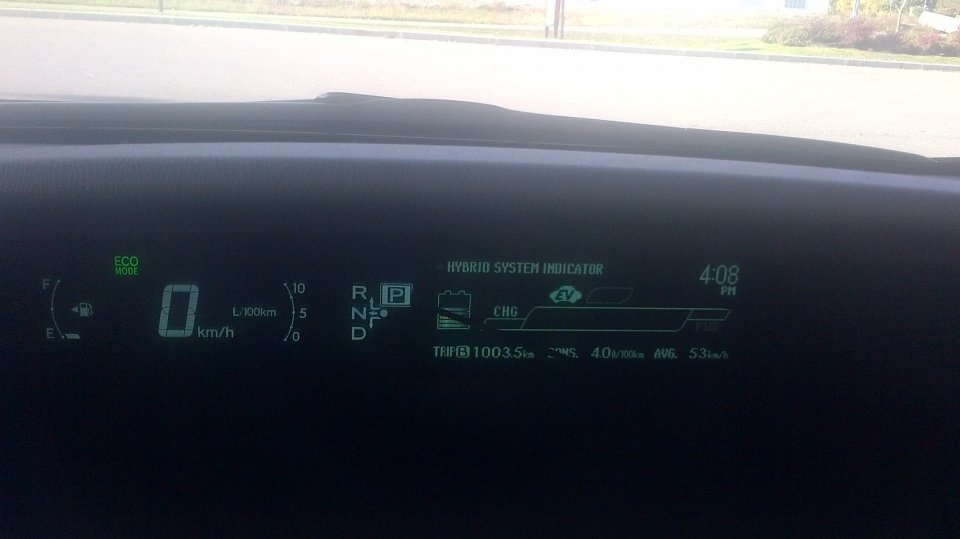 ECO
MODE
F
E
0 km/h
L/100km
10
5
0
R
N
D
P
HYBRID SYSTEM INDICATOR
4:08
PM
EV
CHG
PWR
TRIP B 1003.5km CONS. 4.0ℓ/100km AVG. 53km/h